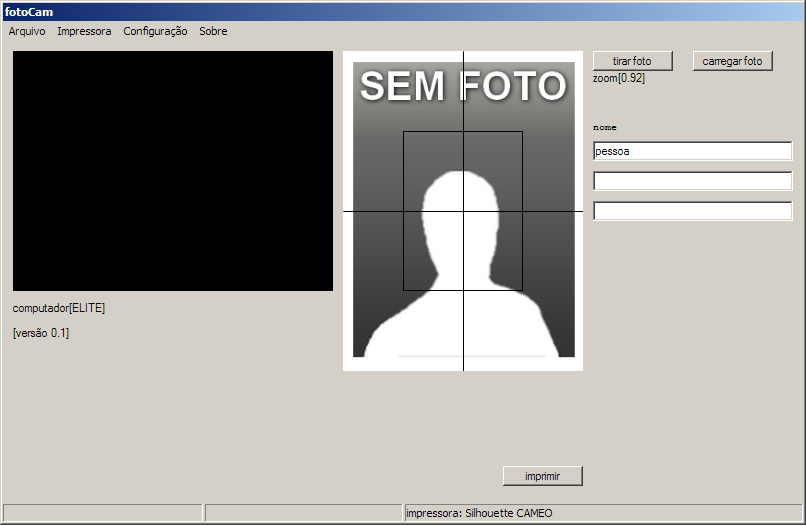 fotoCam
Arquivo Impressora Configuração Sobre
SEM FOTO
tirar foto carregar foto
zoom[0.92]
nome
pessoa
computador[ELITE]
[versão 0.1]
imprimir
impressora: Silhouette CAMEO